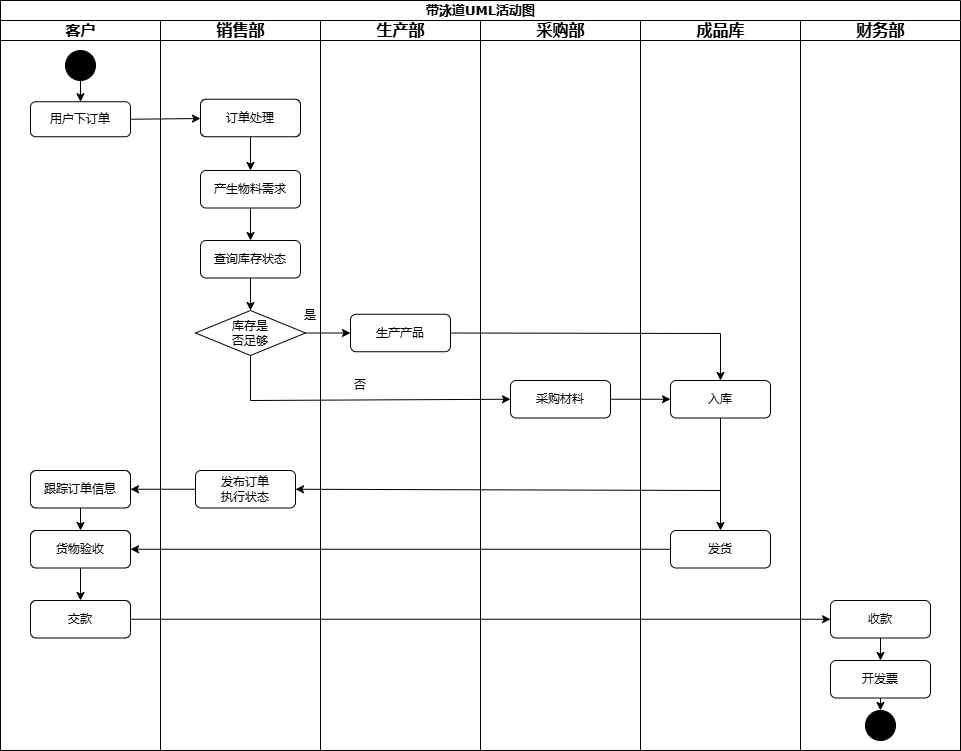 带泳道UML活动图
客户
销售部
生产部
采购部
成品库
财务部
用户下订单
订单处理
产生物料需求
查询库存状态
库存是
否足够
是
生产产品
否
采购材料
入库
跟踪订单信息
发布订单
执行状态
货物验收
发货
交款
收款
开发票